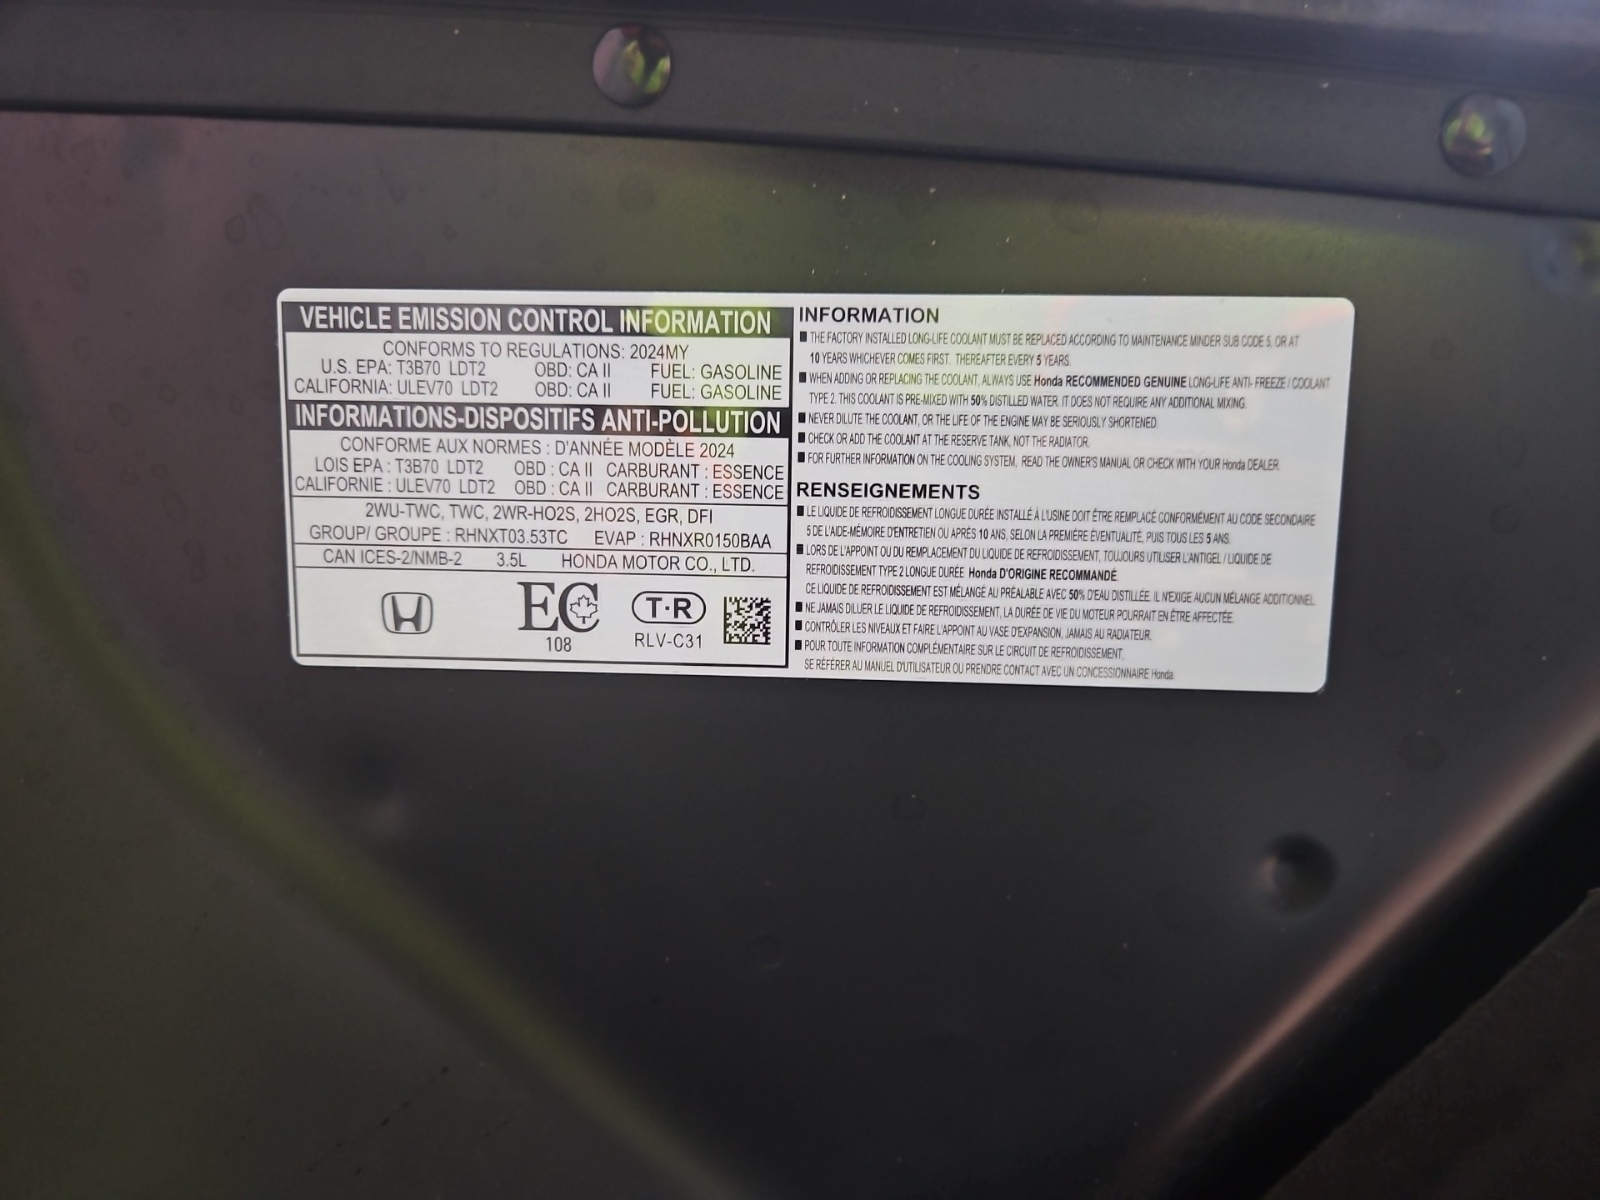 VEHICLE EMISSION CONTROL INFORMATION
CONFORMS TO REGULATIONS: 2024MY
U.S. EPA: T3B70 LDT2 OBD: CA II FUEL: GASOLINE
CALIFORNIA: ULEV70 LDT2 OBD: CA II FUEL: GASOLINE
INFORMATIONS-DISPOSITIFS ANTI-POLLUTION
CONFORME AUX NORMES : D'ANNÉE MODÈLE 2024
LOIS EPA : T3B70 LDT2 OBD : CA II CARBURANT : ESSENCE
CALIFORNIE : ULEV70 LDT2 OBD : CA II CARBURANT : ESSENCE
2WU-TWC, TWC, 2WR-HO2S, 2HO2S, EGR, DFI
GROUP/ GROUPE : RHNXT03.53TC EVAP : RHNXR0150BAA
CAN ICES-2/NMB-2 3.5L HONDA MOTOR CO., LTD.
EC T·R
108 RLV-C31
INFORMATION
■ THE FACTORY INSTALLED LONG-LIFE COOLANT MUST BE REPLACED ACCORDING TO MAINTENANCE MINDER SUB CODE 5, OR AT
10 YEARS WHICHEVER COMES FIRST. THEREAFTER EVERY 5 YEARS.
■ WHEN ADDING OR REPLACING THE COOLANT, ALWAYS USE Honda RECOMMENDED GENUINE LONG-LIFE ANTI- FREEZE / COOLANT
TYPE 2. THIS COOLANT IS PRE-MIXED WITH 50% DISTILLED WATER. IT DOES NOT REQUIRE ANY ADDITIONAL MIXING.
■ NEVER DILUTE THE COOLANT, OR THE LIFE OF THE ENGINE MAY BE SERIOUSLY SHORTENED.
■ CHECK OR ADD THE COOLANT AT THE RESERVE TANK, NOT THE RADIATOR.
■ FOR FURTHER INFORMATION ON THE COOLING SYSTEM, READ THE OWNER'S MANUAL OR CHECK WITH YOUR Honda DEALER.
RENSEIGNEMENTS
■ LE LIQUIDE DE REFROIDISSEMENT LONGUE DURÉE INSTALLÉ À L'USINE DOIT ÊTRE REMPLACÉ CONFORMÉMENT AU CODE SECONDAIRE
5 DE L'AIDE-MÉMOIRE D'ENTRETIEN OU APRÈS 10 ANS, SELON LA PREMIÈRE ÉVENTUALITÉ, PUIS TOUS LES 5 ANS.
■ LORS DE L'APPOINT OU DU REMPLACEMENT DU LIQUIDE DE REFROIDISSEMENT, TOUJOURS UTILISER L'ANTIGEL / LIQUIDE DE
REFROIDISSEMENT TYPE 2 LONGUE DURÉE Honda D'ORIGINE RECOMMANDÉ.
CE LIQUIDE DE REFROIDISSEMENT EST MÉLANGÉ AU PRÉALABLE AVEC 50% D'EAU DISTILLÉE. IL N'EXIGE AUCUN MÉLANGE ADDITIONNEL.
■ NE JAMAIS DILUER LE LIQUIDE DE REFROIDISSEMENT, LA DURÉE DE VIE DU MOTEUR POURRAIT EN ÊTRE AFFECTÉE.
■ CONTRÔLER LES NIVEAUX ET FAIRE L'APPOINT AU VASE D'EXPANSION, JAMAIS AU RADIATEUR.
■ POUR TOUTE INFORMATION COMPLÉMENTAIRE SUR LE CIRCUIT DE REFROIDISSEMENT,
SE RÉFÉRER AU MANUEL D'UTILISATEUR OU PRENDRE CONTACT AVEC UN CONCESSIONNAIRE Honda.